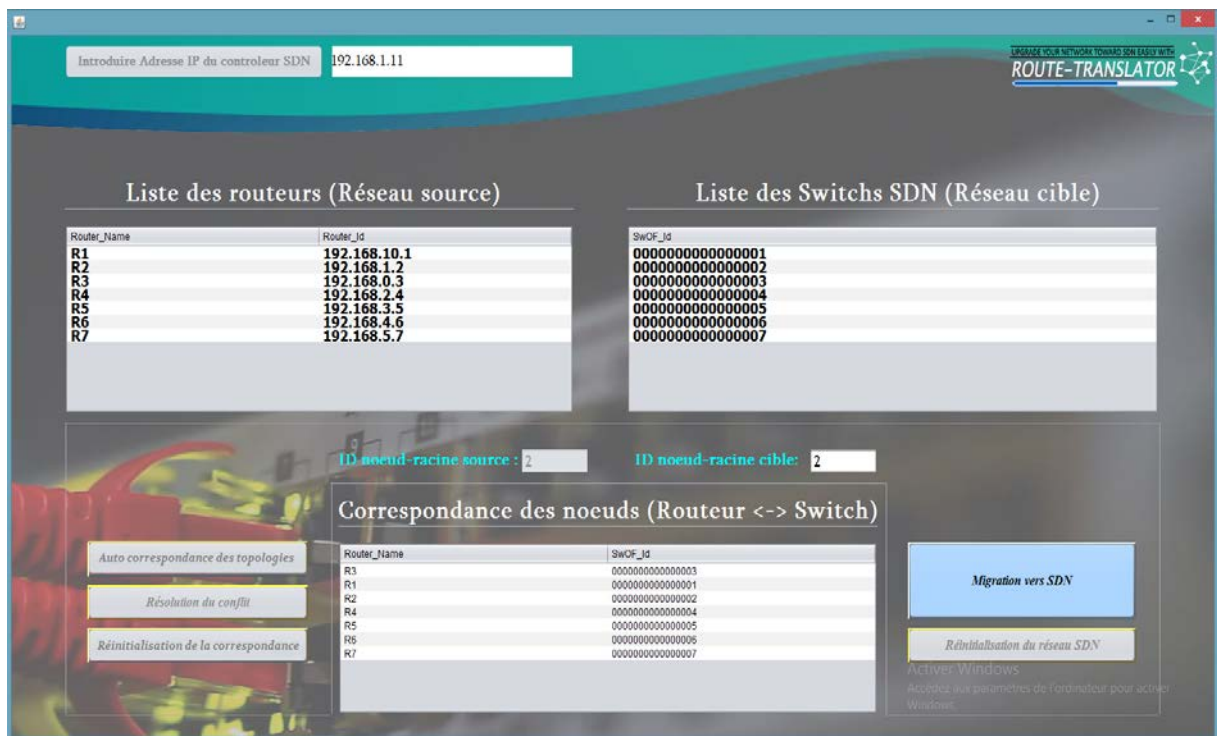 Introduire Adresse IP du controleur SDN
192.168.1.11
UPGRADE YOUR NETWORK TOWARD SDN EASILY WITH
ROUTE-TRANSLATOR
Liste des routeurs (Réseau source)
Router_Name Router_Id
R1 192.168.10.1
R2 192.168.1.2
R3 192.168.0.3
R4 192.168.2.4
R5 192.168.3.5
R6 192.168.4.6
R7 192.168.5.7
Liste des Switchs SDN (Réseau cible)
SwOF_Id
0000000000000001
0000000000000002
0000000000000003
0000000000000004
0000000000000005
0000000000000006
0000000000000007
ID noeud-racine source : 2
ID noeud-racine cible: 2
Correspondance des noeuds (Routeur <-> Switch)
Router_Name SwOF_Id
R3 0000000000000003
R1 0000000000000001
R2 0000000000000002
R4 0000000000000004
R5 0000000000000005
R6 0000000000000006
R7 0000000000000007
Auto correspondance des topologies
Résolution du conflit
Réinitialisation de la correspondance
Migration vers SDN
Réinitialisation du réseau SDN
Activer Windows
Accédez aux paramètres de l'ordinateur pour activer
Windows.